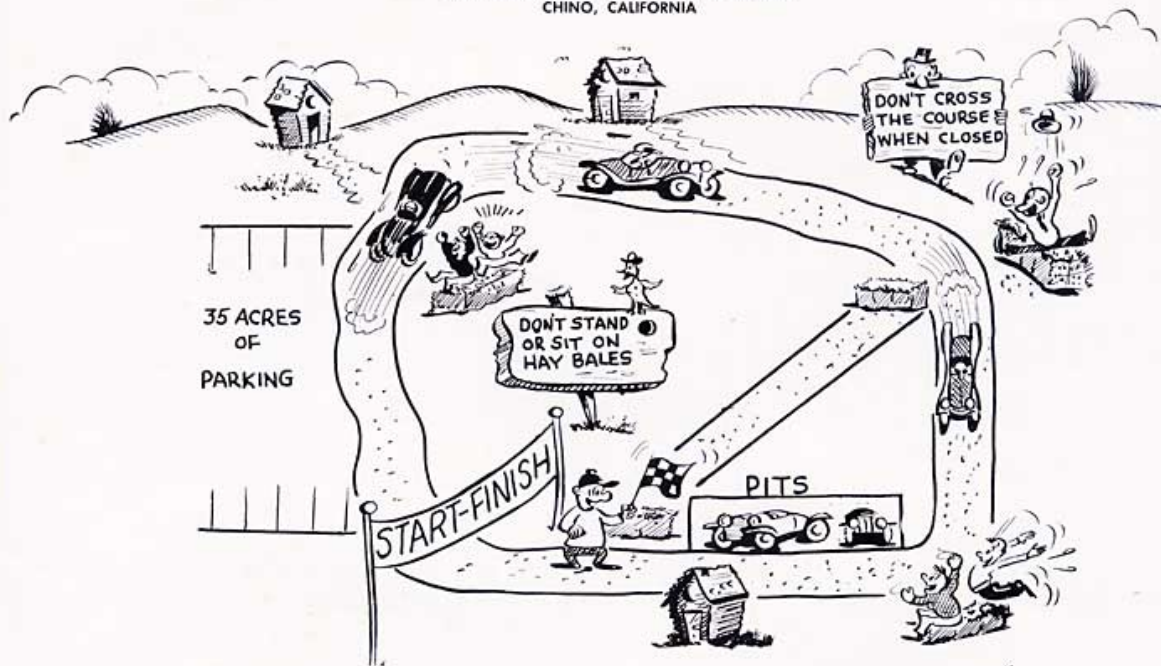 CHINO, CALIFORNIA
DON'T CROSS
THE COURSE
WHEN CLOSED
35 ACRES
OF
PARKING
DON'T STAND
OR SIT ON
HAY BALES
START-FINISH
PITS